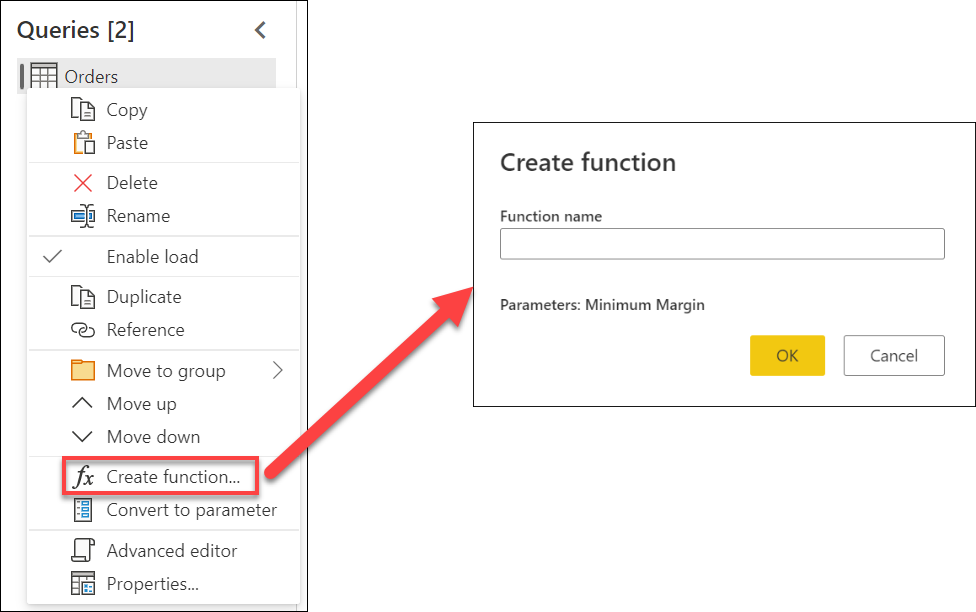 Queries [2]
Orders
Copy
Paste
Delete
Rename
Enable load
Duplicate
Reference
Move to group
Move up
Move down
fx Create function...
Convert to parameter
Advanced editor
Properties...
Create function
Function name
Parameters: Minimum Margin
OK
Cancel